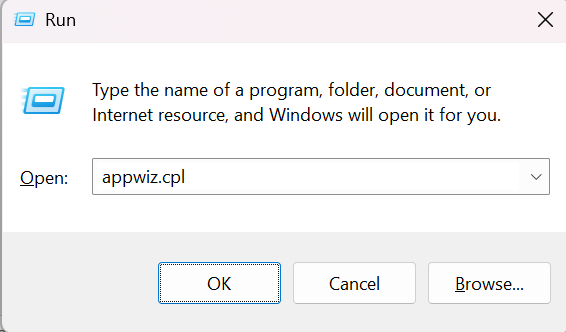 Run
Type the name of a program, folder, document, or
Internet resource, and Windows will open it for you.
Open: appwiz.cpl
OK Cancel Browse...